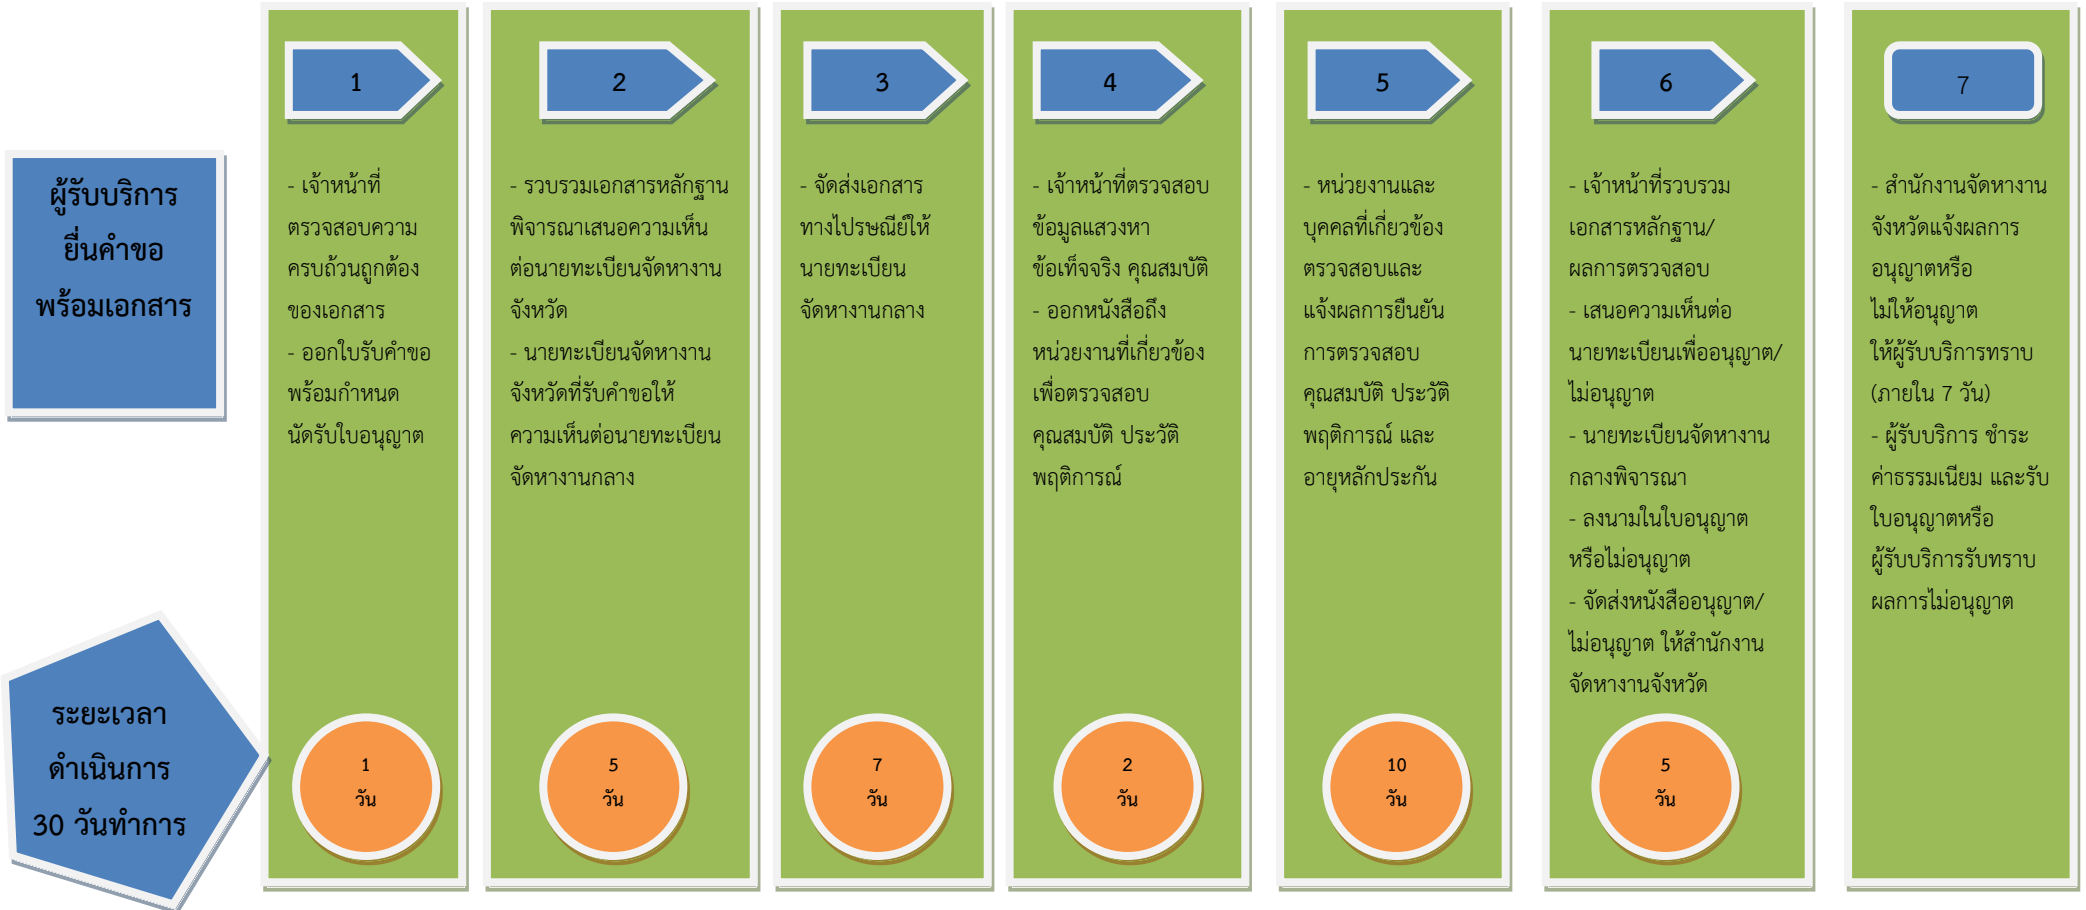 ผู้รับบริการ
ยื่นคำขอ
พร้อมเอกสาร
ระยะเวลา
ดำเนินการ
30 วันทำการ
1
- เจ้าหน้าที่
ตรวจสอบความ
ครบถ้วนถูกต้อง
ของเอกสาร
- ออกใบรับคำขอ
พร้อมกำหนด
นัดรับใบอนุญาต
1
วัน
2
- รวบรวมเอกสารหลักฐาน
พิจารณาเสนอความเห็น
ต่อนายทะเบียนจัดหางาน
จังหวัด
- นายทะเบียนจัดหางาน
จังหวัดที่รับคำขอให้
ความเห็นต่อนายทะเบียน
จัดหางานกลาง
5
วัน
3
- จัดส่งเอกสาร
ทางไปรษณีย์ให้
นายทะเบียน
จัดหางานกลาง
7
วัน
4
- เจ้าหน้าที่ตรวจสอบ
ข้อมูลแสวงหา
ข้อเท็จจริง คุณสมบัติ
- ออกหนังสือถึง
หน่วยงานที่เกี่ยวข้อง
เพื่อตรวจสอบ
คุณสมบัติ ประวัติ
พฤติการณ์
2
วัน
5
- หน่วยงานและ
บุคคลที่เกี่ยวข้อง
ตรวจสอบและ
แจ้งผลการยืนยัน
การตรวจสอบ
คุณสมบัติ ประวัติ
พฤติการณ์ และ
อายุหลักประกัน
10
วัน
6
- เจ้าหน้าที่รวบรวม
เอกสารหลักฐาน/
ผลการตรวจสอบ
- เสนอความเห็นต่อ
นายทะเบียนเพื่ออนุญาต/
ไม่อนุญาต
- นายทะเบียนจัดหางาน
กลางพิจารณา
- ลงนามในใบอนุญาต
หรือไม่อนุญาต
- จัดส่งหนังสืออนุญาต/
ไม่อนุญาต ให้สำนักงาน
จัดหางานจังหวัด
5
วัน
7
- สำนักงานจัดหางาน
จังหวัดแจ้งผลการ
อนุญาตหรือ
ไม่ให้อนุญาต
ให้ผู้รับบริการทราบ
(ภายใน 7 วัน)
- ผู้รับบริการ ชำระ
ค่าธรรมเนียม และรับ
ใบอนุญาตหรือ
ผู้รับบริการรับทราบ
ผลการไม่อนุญาต